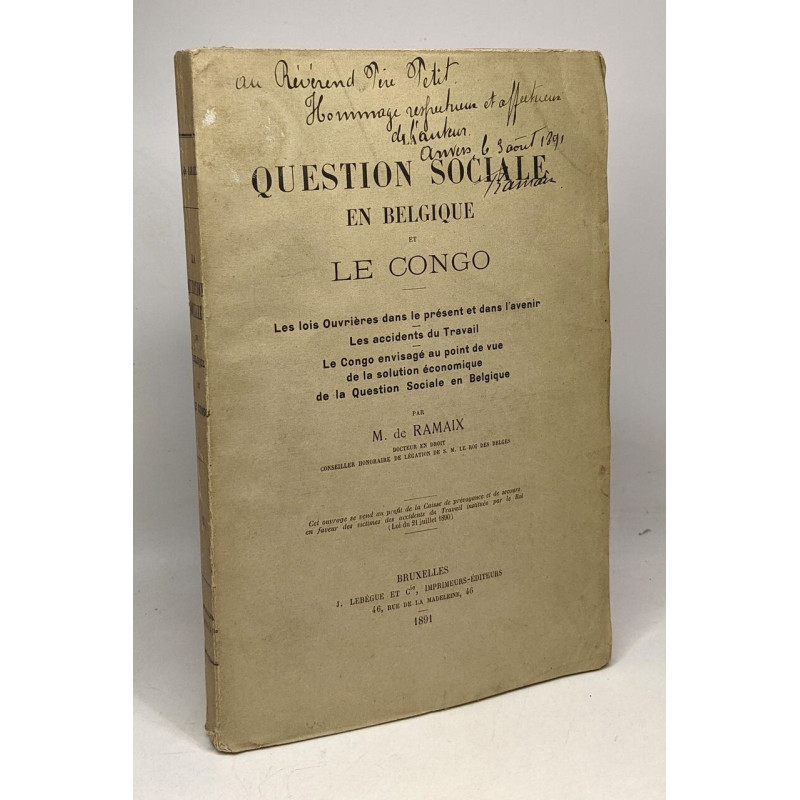 au Révérend Père Petit.
Hommage respectueux et affectueux
de l'auteur.
Anvers, le 3 août 1891
Ramaix
QUESTION SOCIALE
EN BELGIQUE
ET
LE CONGO
Les lois Ouvrières dans le présent et dans l'avenir
Les accidents du Travail
Le Congo envisagé au point de vue
de la solution économique
de la Question Sociale en Belgique
PAR
M. de RAMAIX
DOCTEUR EN DROIT
CONSEILLER HONORAIRE DE LÉGATION DE S. M. LE ROI DES BELGES
Cet ouvrage se vend au profit de la Caisse de prévoyance et de secours
en faveur des victimes des accidents du Travail instituée par le Roi
(Loi du 21 juillet 1890)
BRUXELLES
J. LEBÈGUE ET Cie, IMPRIMEURS-ÉDITEURS
46, RUE DE LA MADELEINE, 46
1891